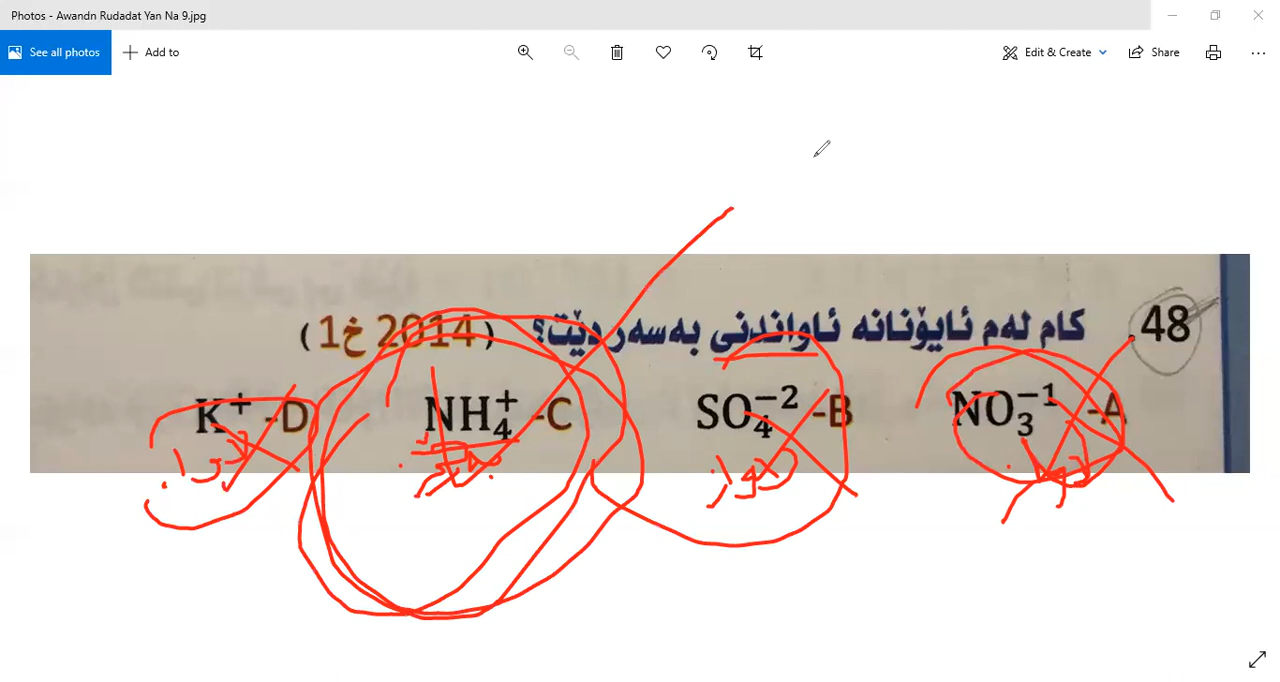 Photos - Awandn Rudadat Yan Na 9.jpg
See all photos
Add to
Edit & Create
Share
48. کام لەم ئایۆنانە ئاواندنی بەسەردێت؟ (2014 خ1)
A- NO₃⁻¹ B- SO₄⁻² C- NH₄⁺ D- K⁺